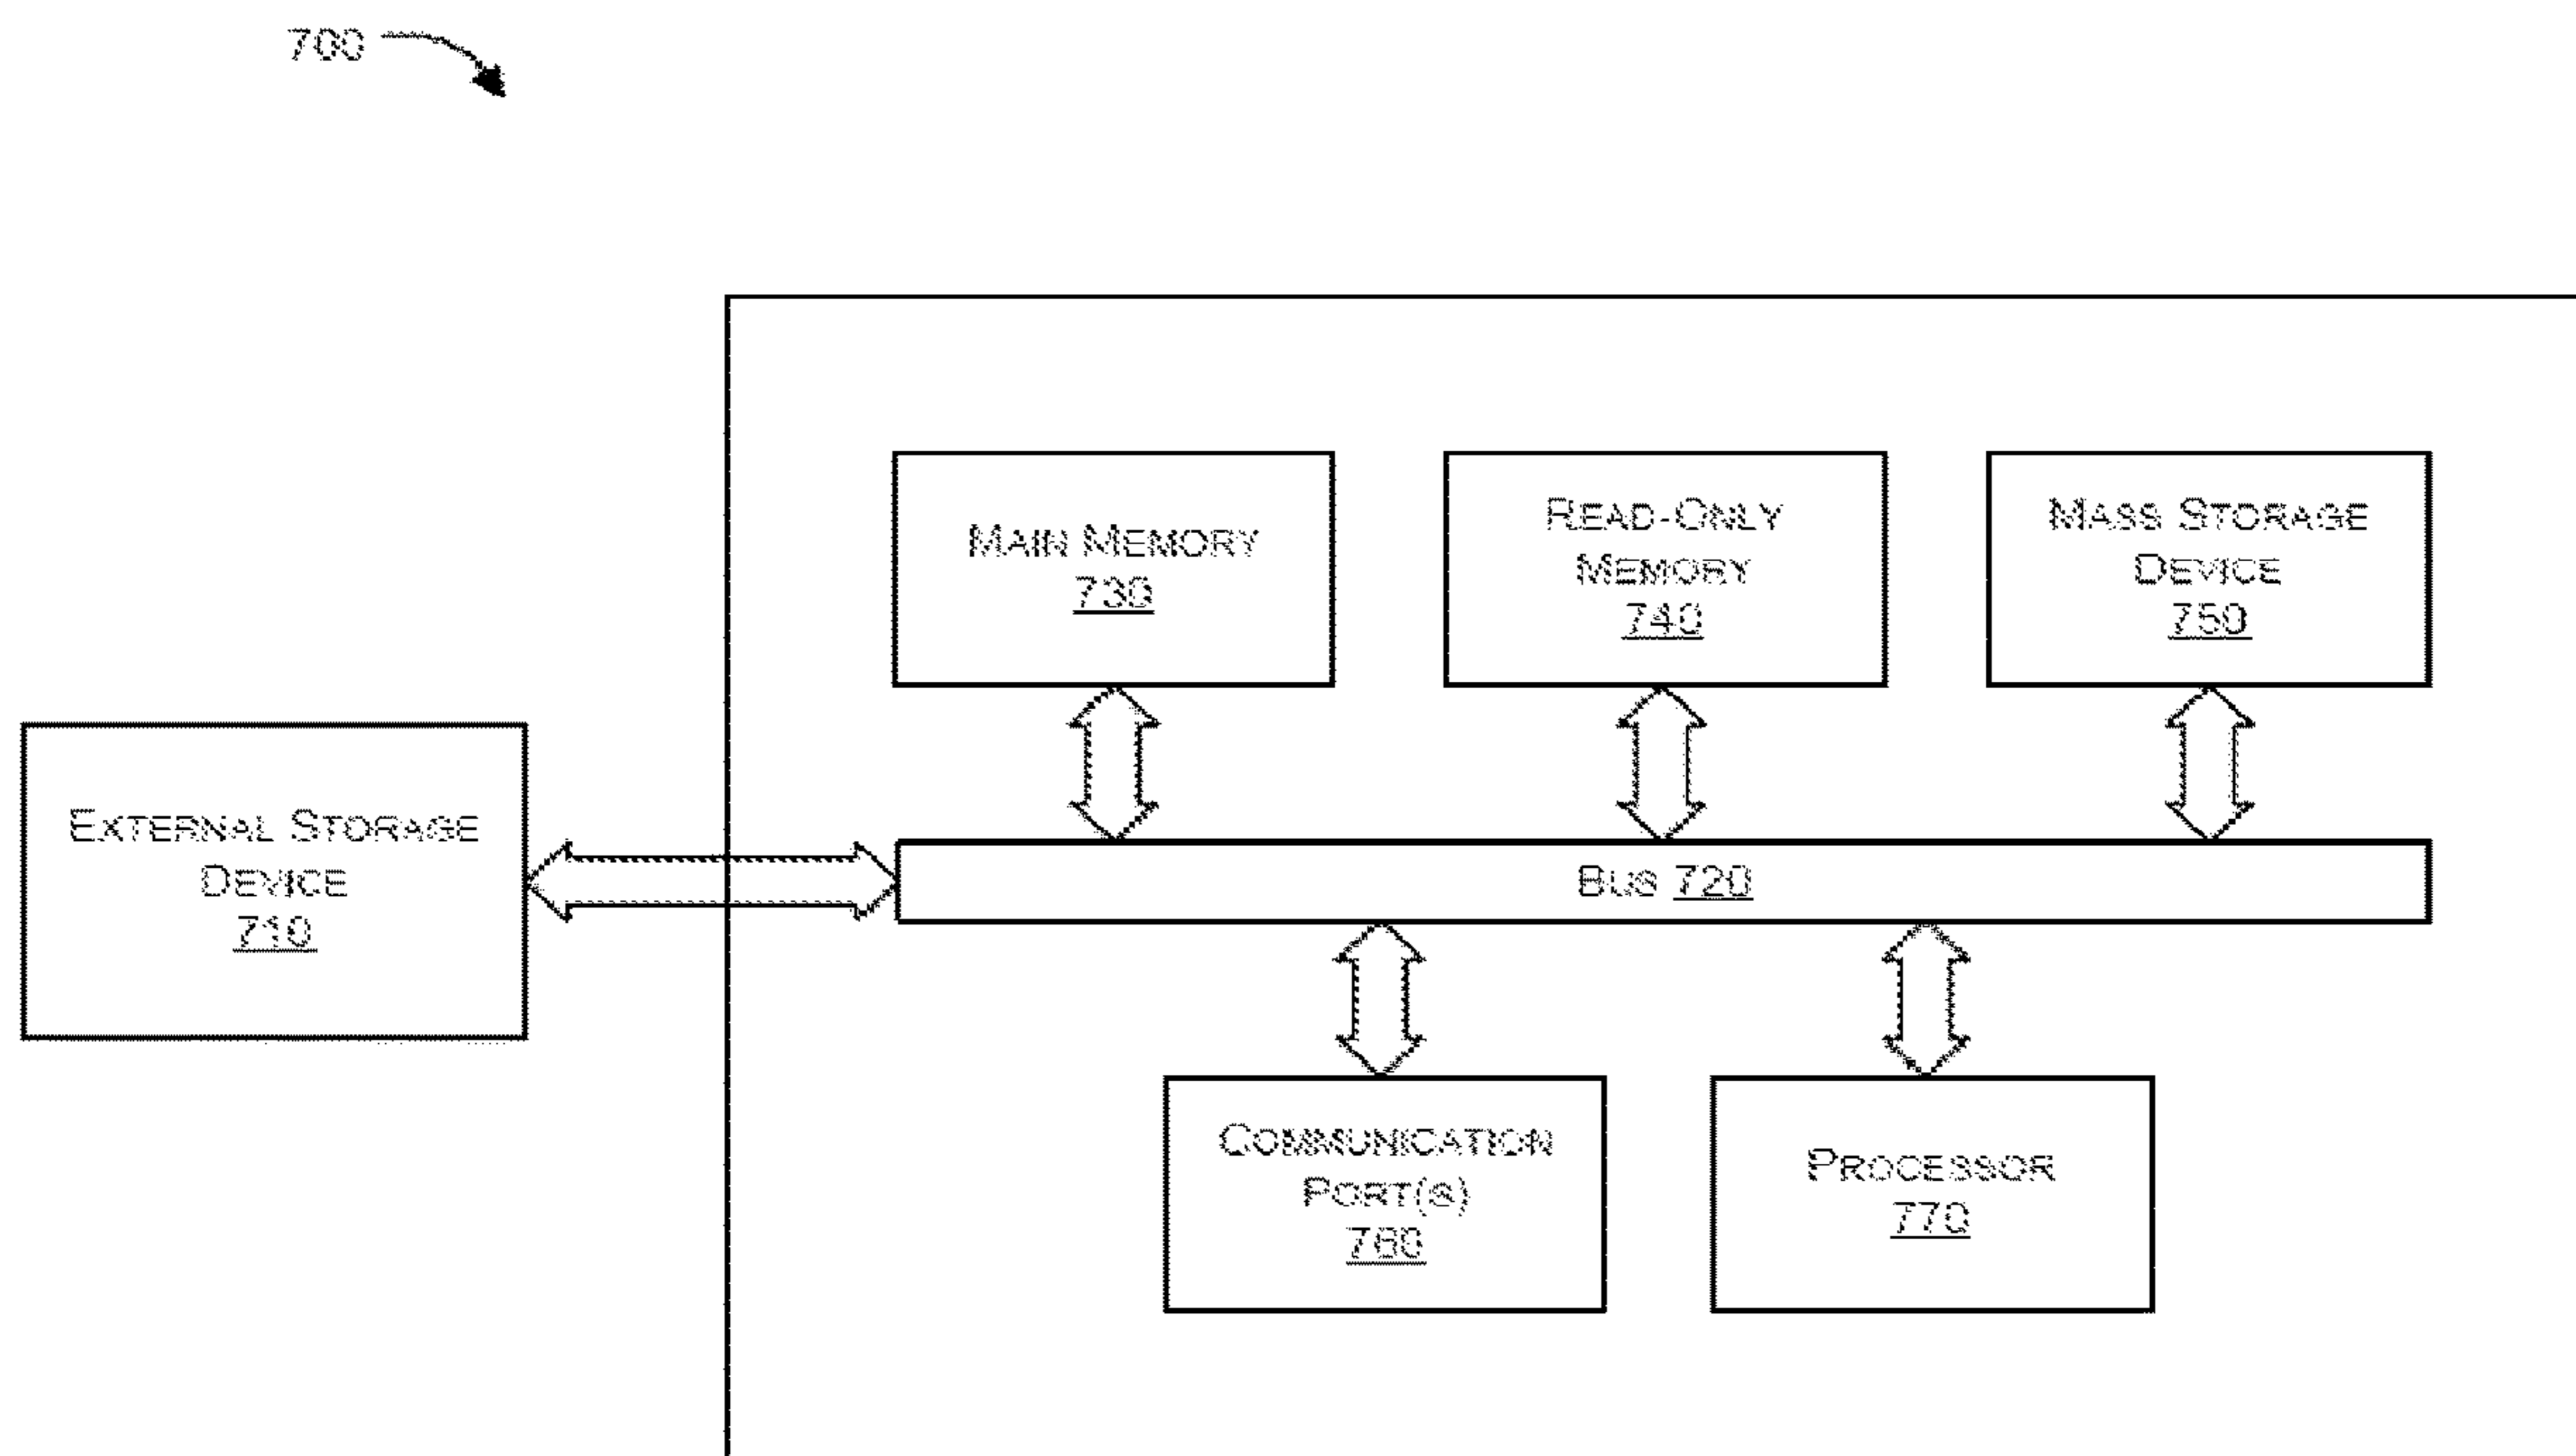 700
MAIN MEMORY
730
READ-ONLY
MEMORY
740
MASS STORAGE
DEVICE
750
EXTERNAL STORAGE
DEVICE
710
BUS 720
COMMUNICATION
PORT(S)
760
PROCESSOR
770